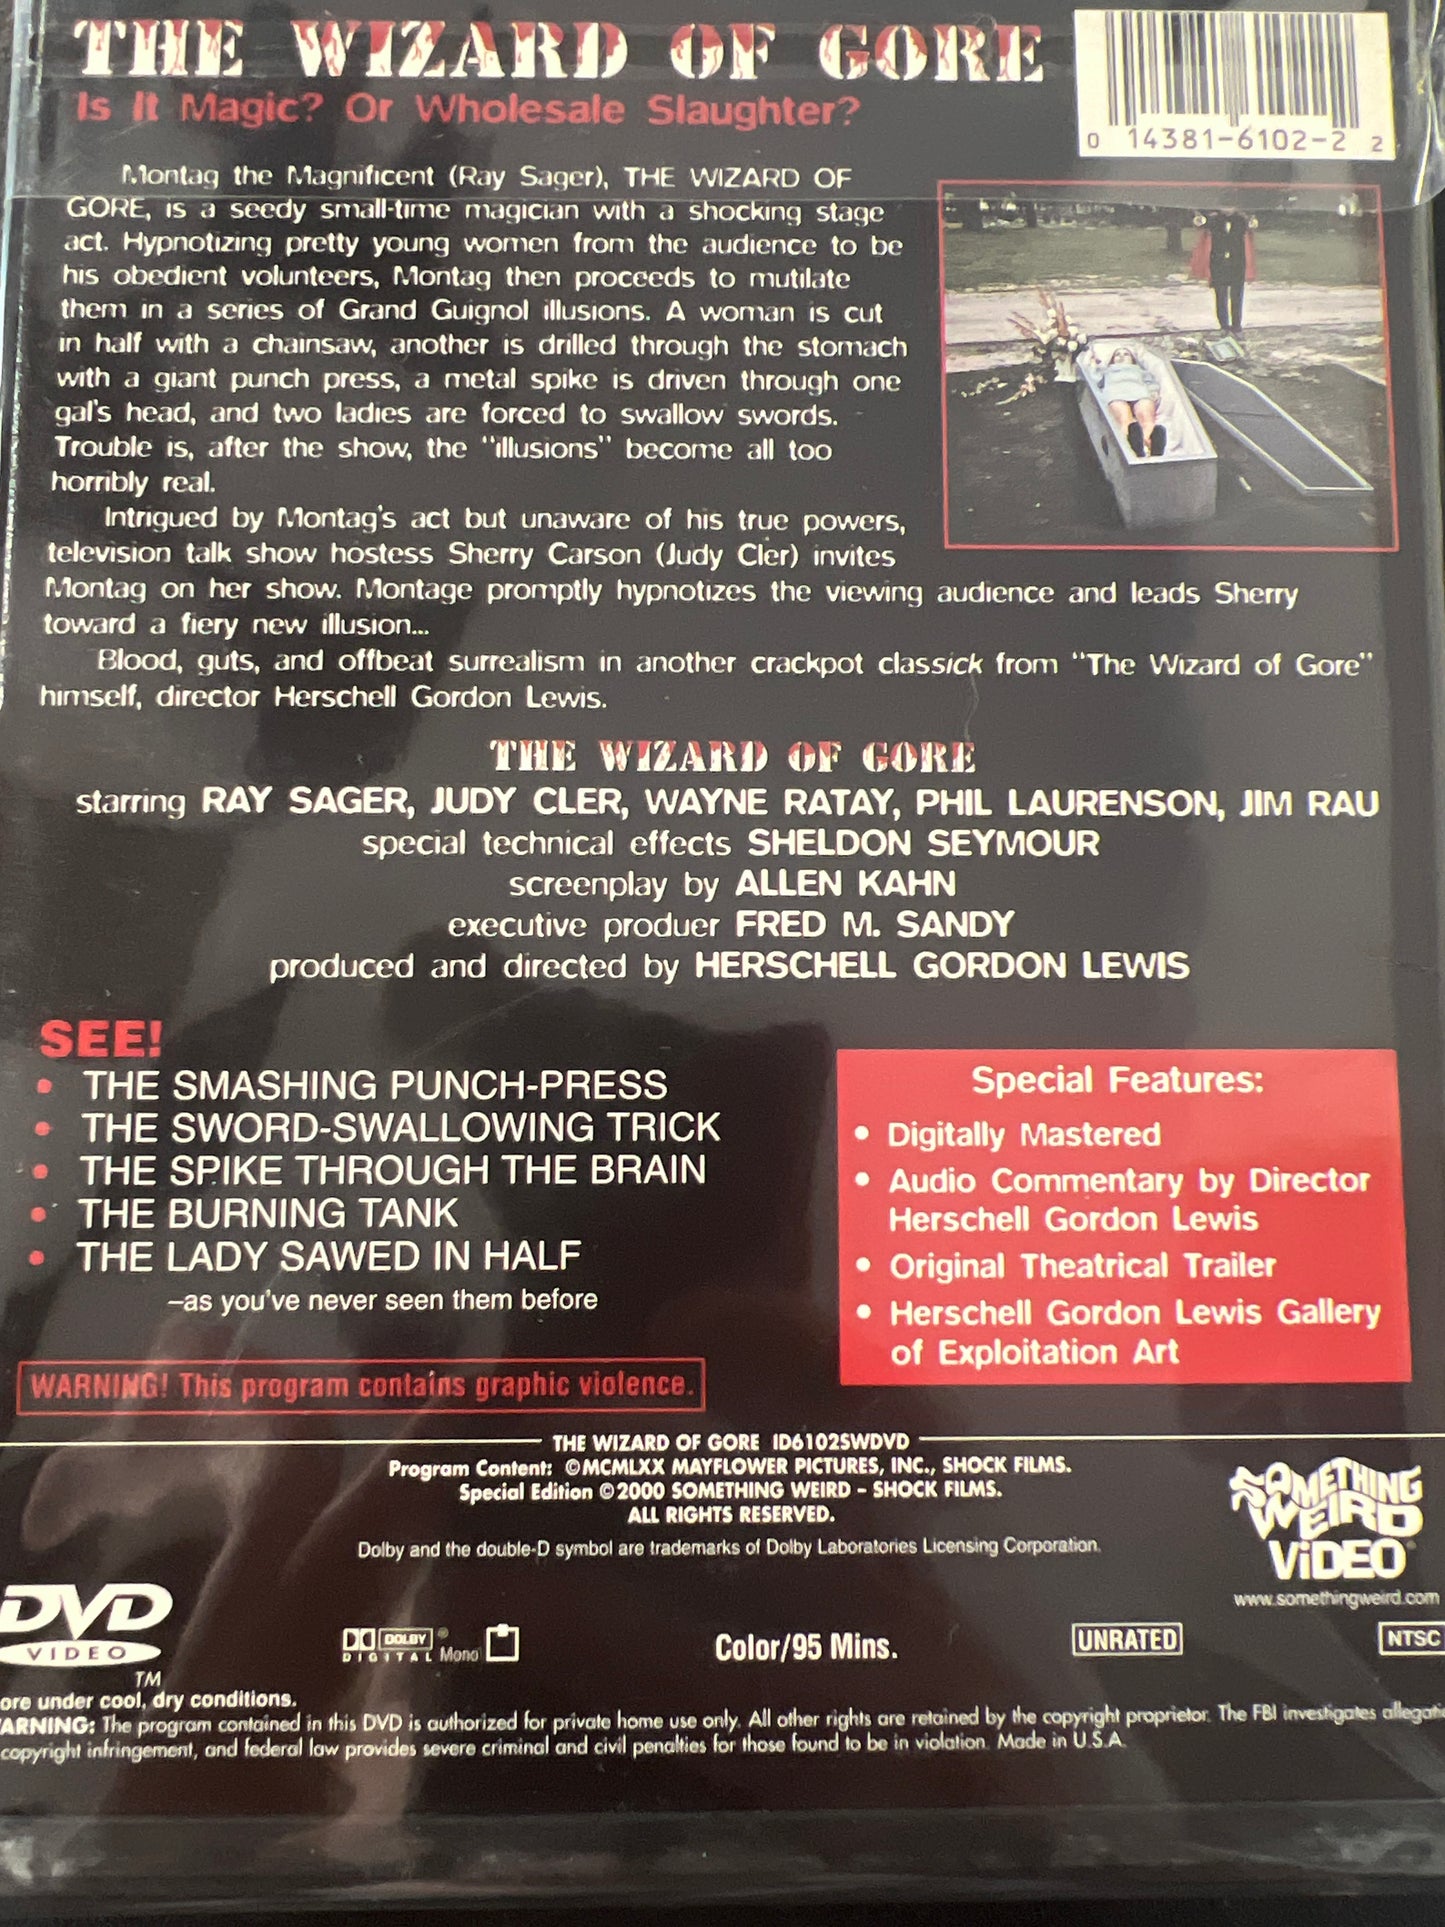 THE WIZARD OF GORE
Is It Magic? Or Wholesale Slaughter?
0 14381-6102-2 2
Montag the Magnificent (Ray Sager), THE WIZARD OF
GORE, is a seedy small-time magician with a shocking stage
act. Hypnotizing pretty young women from the audience to be
his obedient volunteers, Montag then proceeds to mutilate
them in a series of Grand Guignol illusions. A woman is cut
in half with a chainsaw, another is drilled through the stomach
with a giant punch press, a metal spike is driven through one
gal's head, and two ladies are forced to swallow swords.
Trouble is, after the show, the "illusions" become all too
horribly real.
Intrigued by Montag's act but unaware of his true powers,
television talk show hostess Sherry Carson (Judy Cler) invites
Montag on her show. Montage promptly hypnotizes the viewing audience and leads Sherry
toward a fiery new illusion...
Blood, guts, and offbeat surrealism in another crackpot classick from "The Wizard of Gore"
himself, director Herschell Gordon Lewis.
THE WIZARD OF GORE
starring RAY SAGER, JUDY CLER, WAYNE RATAY, PHIL LAURENSON, JIM RAU
special technical effects SHELDON SEYMOUR
screenplay by ALLEN KAHN
executive produer FRED M. SANDY
produced and directed by HERSCHELL GORDON LEWIS
SEE!
• THE SMASHING PUNCH-PRESS
• THE SWORD-SWALLOWING TRICK
• THE SPIKE THROUGH THE BRAIN
• THE BURNING TANK
• THE LADY SAWED IN HALF
–as you've never seen them before
Special Features:
• Digitally Mastered
• Audio Commentary by Director
Herschell Gordon Lewis
• Original Theatrical Trailer
• Herschell Gordon Lewis Gallery
of Exploitation Art
WARNING! This program contains graphic violence.
THE WIZARD OF GORE ID6102SWDVD
Program Content: ©MCMLXX MAYFLOWER PICTURES, INC., SHOCK FILMS.
Special Edition ©2000 SOMETHING WEIRD - SHOCK FILMS.
ALL RIGHTS RESERVED.
Dolby and the double-D symbol are trademarks of Dolby Laboratories Licensing Corporation.
SOMETHING
WEIRD
ViDEO
www.somethingweird.com
DVD
VIDEO
TM
DOLBY
DIGITAL Mono
Color/95 Mins.
UNRATED
NTSC
ore under cool, dry conditions.
ARNING: The program contained in this DVD is authorized for private home use only. All other rights are retained by the copyright proprietor. The FBI investigates allegati
copyright infringement, and federal law provides severe criminal and civil penalties for those found to be in violation. Made in U.S.A.